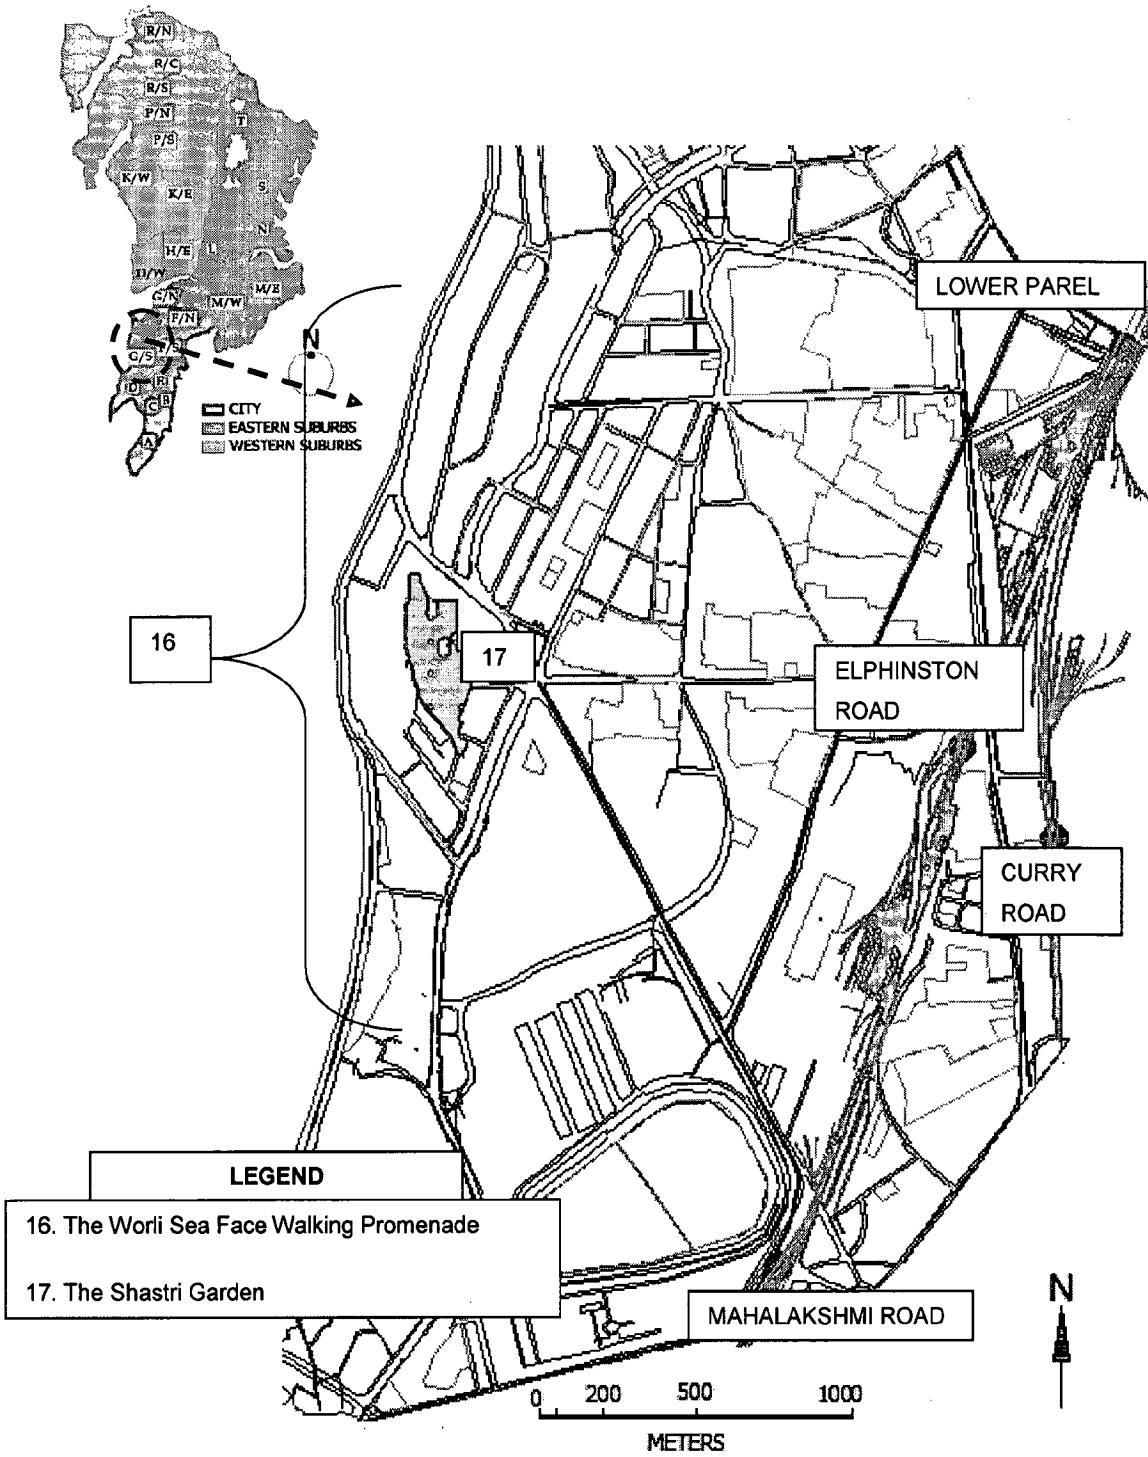 R/N
R/C
R/S
P/N
T
P/S
K/W
K/E
S
N
H/E
L
H/W
M/E
G/N
M/W
F/N
N
F/S
G/S
D
E
C
B
A
CITY
EASTERN SUBURBS
WESTERN SUBURBS
LOWER PAREL
16
17
ELPHINSTON
ROAD
CURRY
ROAD
LEGEND
16. The Worli Sea Face Walking Promenade
17. The Shastri Garden
MAHALAKSHMI ROAD
N
0 200 500 1000
METERS